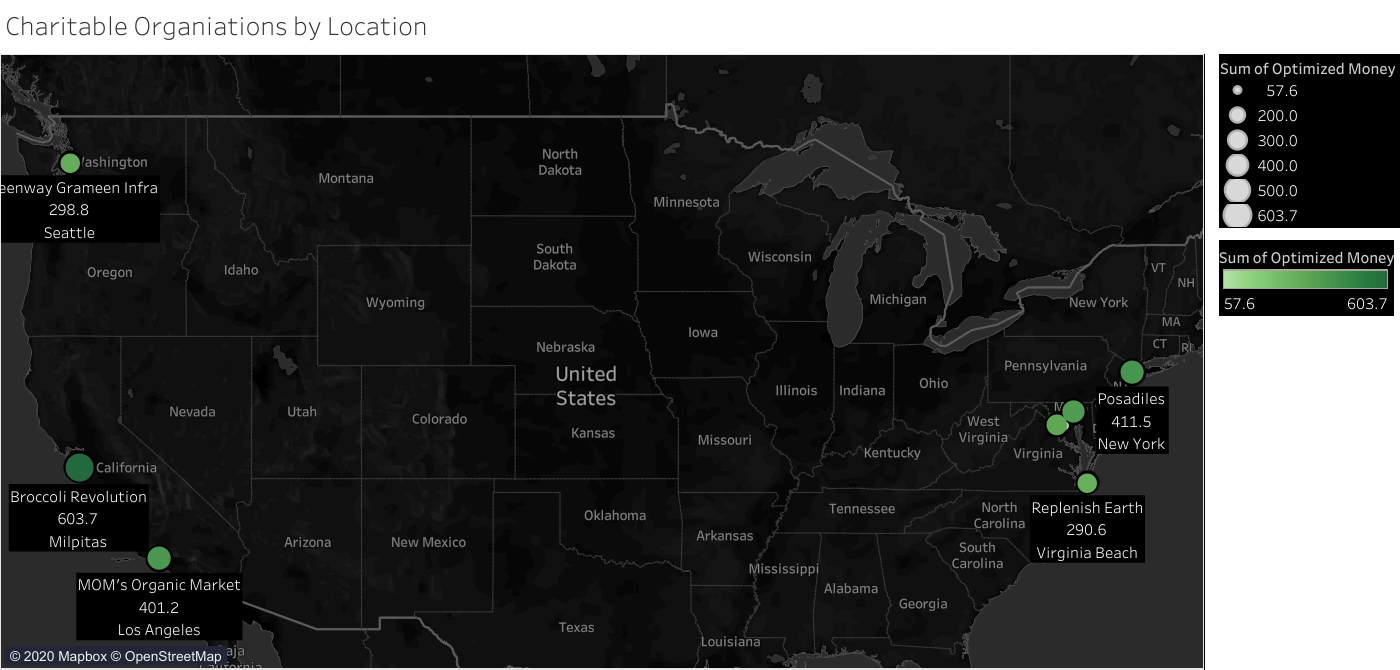 Charitable Organiations by Location
Sum of Optimized Money
57.6
200.0
300.0
400.0
500.0
603.7
Sum of Optimized Money
57.6 603.7
ashington
eenway Grameen Infra
298.8
Seattle
Montana
North
Dakota
Minnesota
South
Dakota
Wisconsin
Oregon
Idaho
Wyoming
Michigan
New York
VT
NH
MA
CT
RI
Iowa
Nebraska
United
States
Pennsylvania
Illinois
Indiana
Ohio
Nevada
Utah
Colorado
Kansas
Missouri
West
Virginia
Virginia
Kentucky
Posadiles
411.5
New York
California
Broccoli Revolution
603.7
Milpitas
Oklahoma
Tennessee
North
Carolina
Replenish Earth
290.6
Virginia Beach
Arizona
New Mexico
Arkansas
South
Carolina
Mississippi
Alabama
Georgia
MOM's Organic Market
401.2
Los Angeles
Texas
Louisiana
aja
California
© 2020 Mapbox © OpenStreetMap